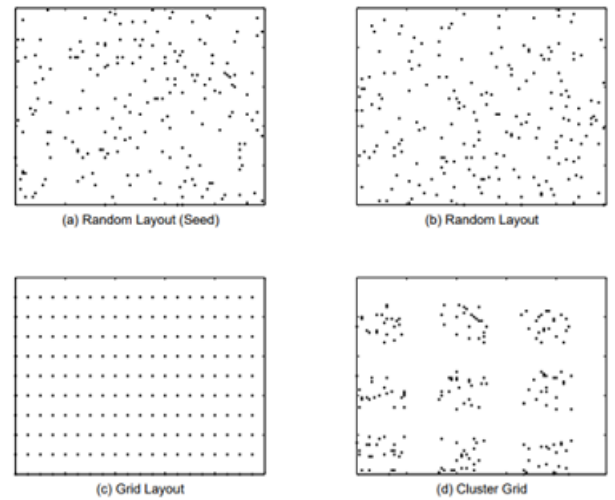 (a) Random Layout (Seed)
(b) Random Layout
(c) Grid Layout
(d) Cluster Grid